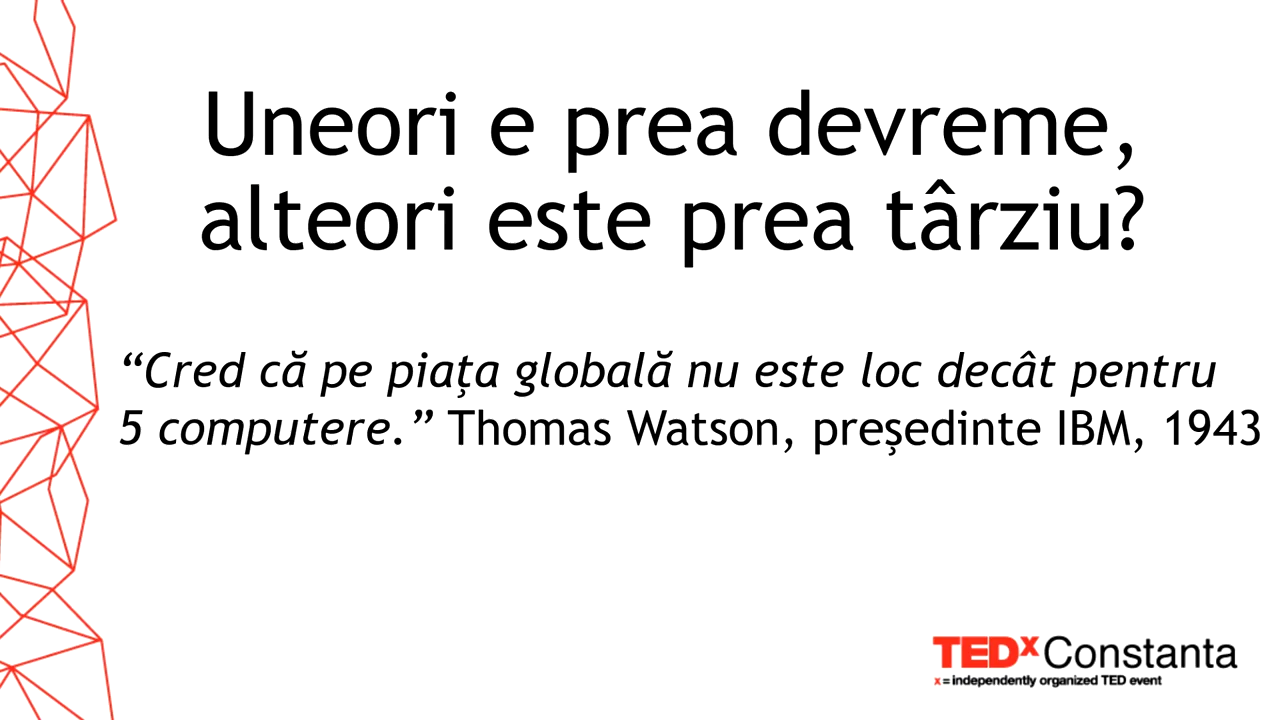 Uneori e prea devreme,
alteori este prea târziu?
“Cred că pe piața globală nu este loc decât pentru
5 computere.” Thomas Watson, preşedinte IBM, 1943
TEDx Constanta
x = independently organized TED event